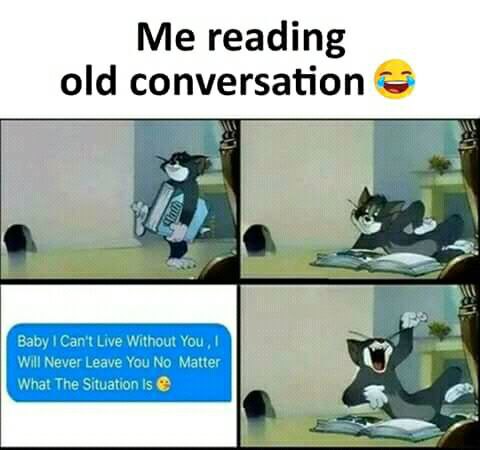 Me reading
old conversation 😂
Baby I Can't Live Without You , I
Will Never Leave You No Matter
What The Situation Is 😘